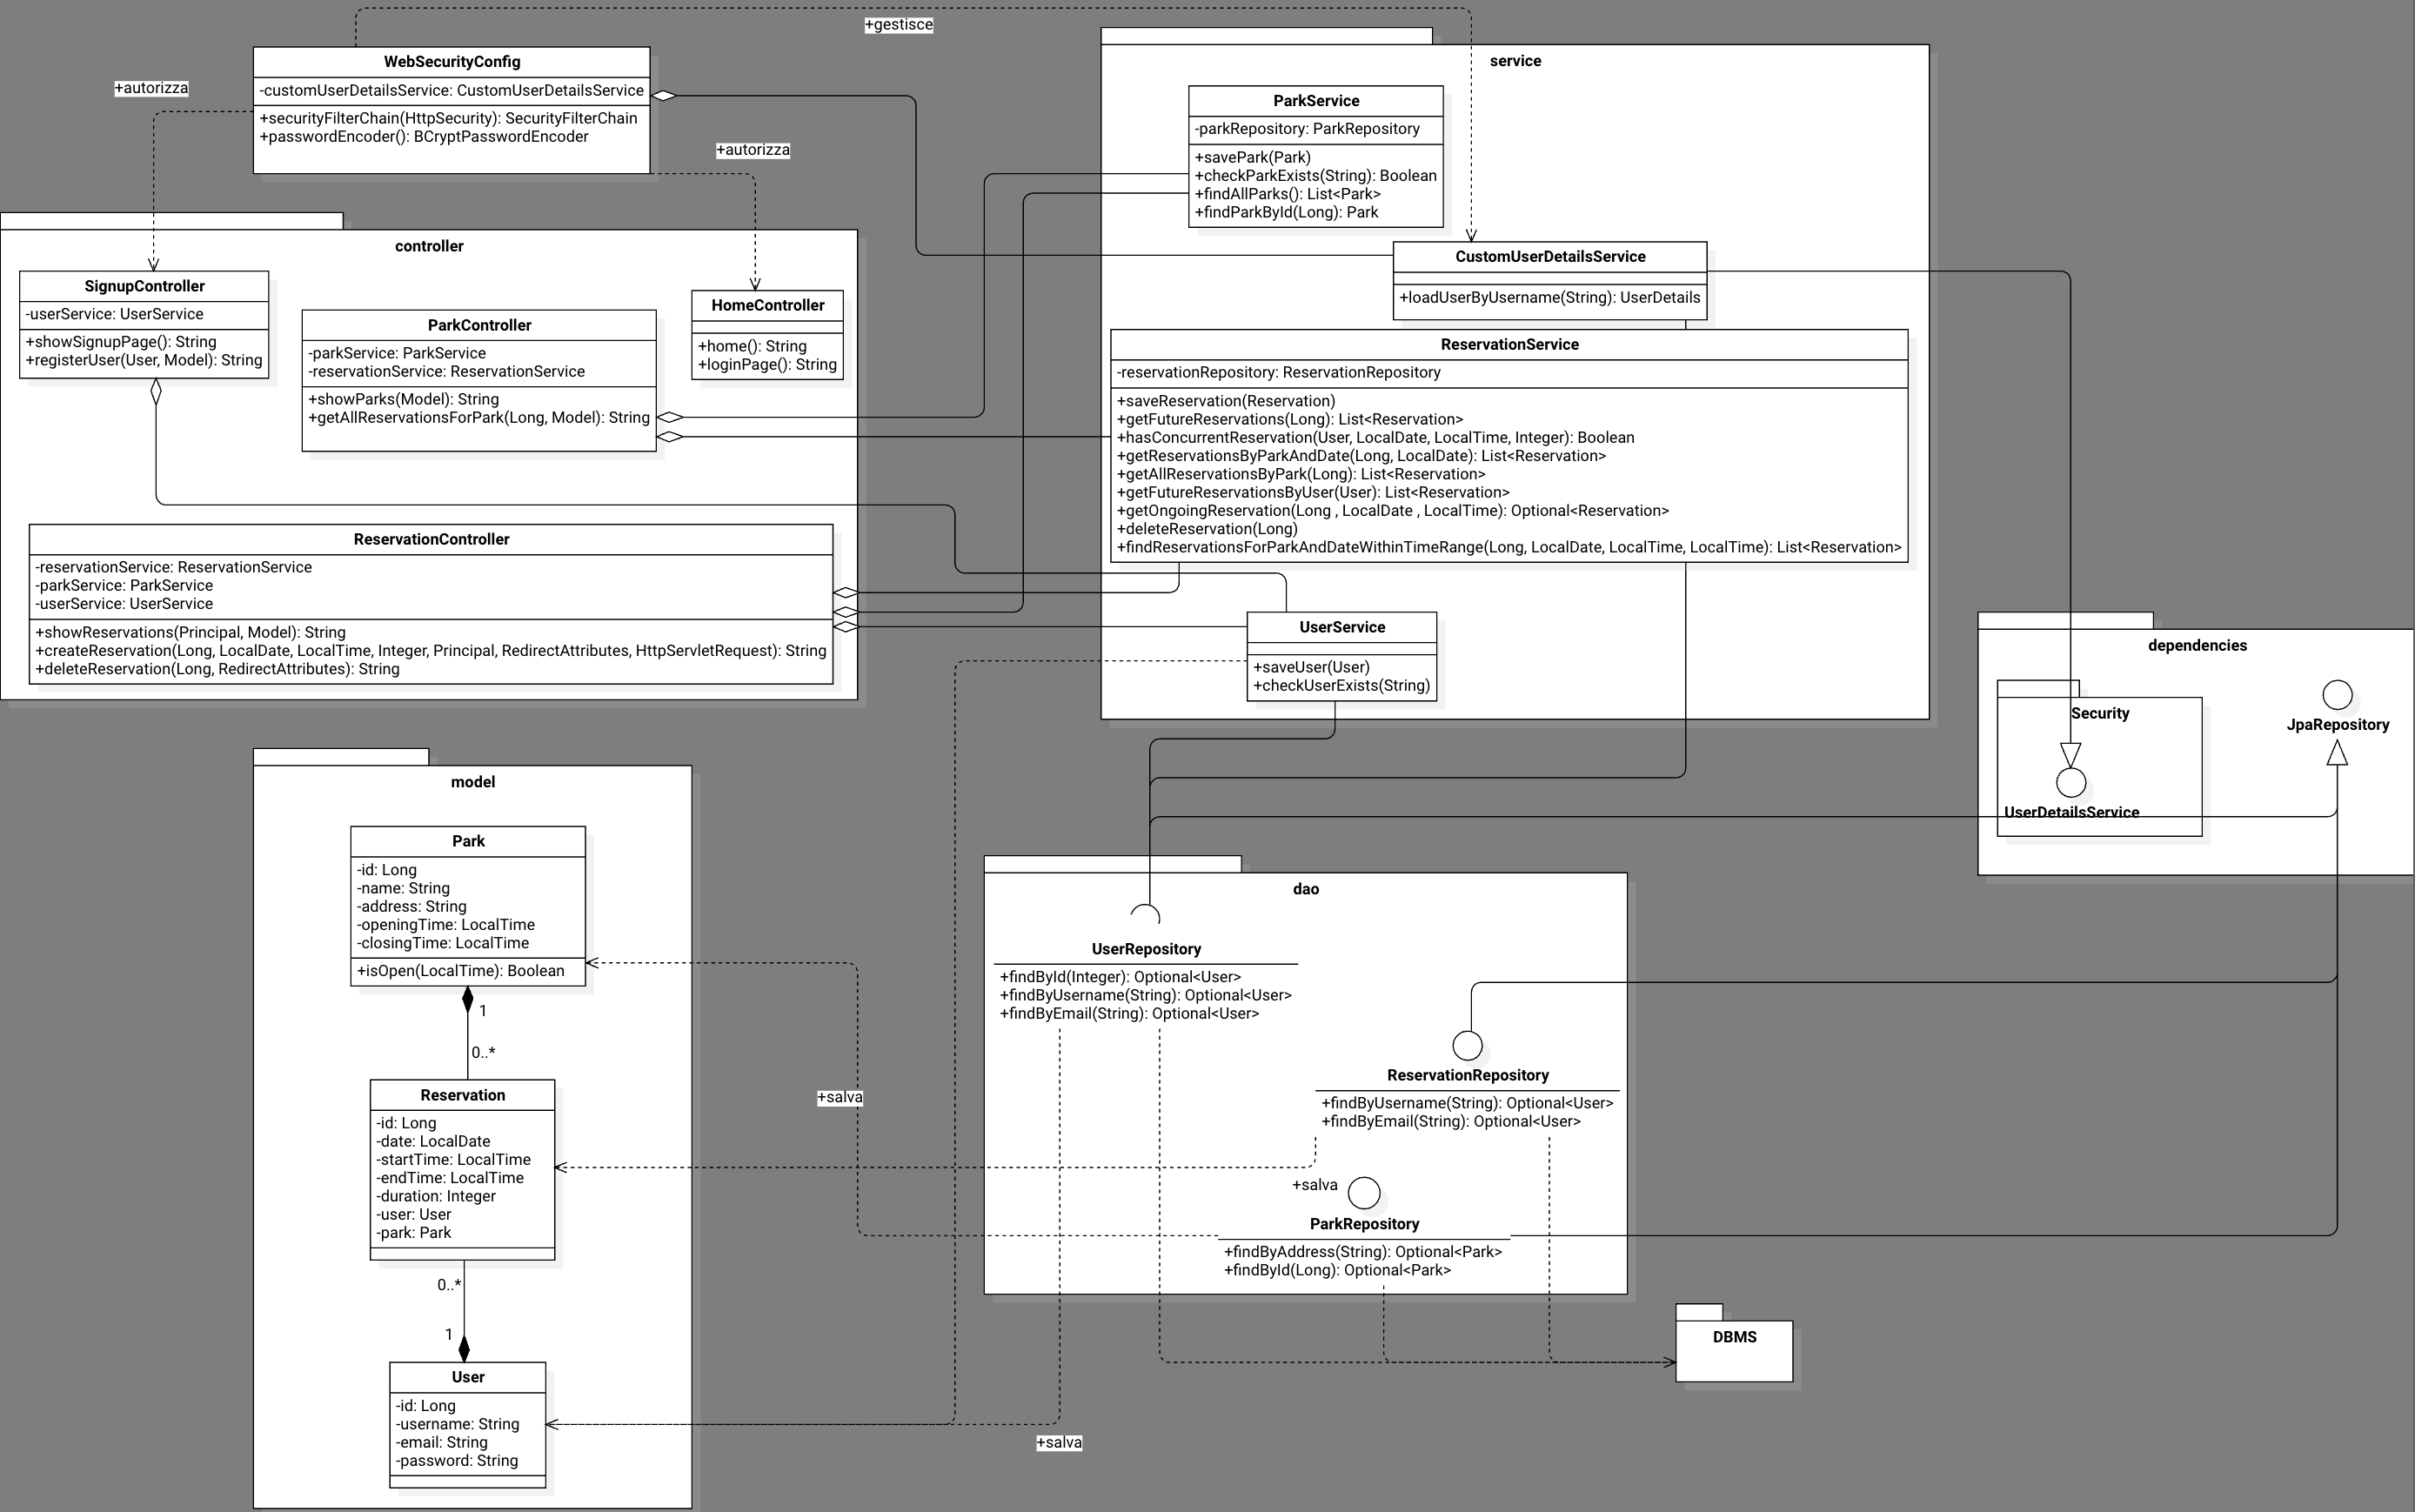 +gestisce
WebSecurityConfig
-customUserDetailsService: CustomUserDetailsService
+securityFilterChain(HttpSecurity): SecurityFilterChain
+passwordEncoder(): BCryptPasswordEncoder
+autorizza
+autorizza
service
ParkService
-parkRepository: ParkRepository
+savePark(Park)
+checkParkExists(String): Boolean
+findAllParks(): List<Park>
+findParkById(Long): Park
CustomUserDetailsService
+loadUserByUsername(String): UserDetails
controller
SignupController
-userService: UserService
+showSignupPage(): String
+registerUser(User, Model): String
ParkController
-parkService: ParkService
-reservationService: ReservationService
+showParks(Model): String
+getAllReservationsForPark(Long, Model): String
HomeController
+home(): String
+loginPage(): String
ReservationService
-reservationRepository: ReservationRepository
+saveReservation(Reservation)
+getFutureReservations(Long): List<Reservation>
+hasConcurrentReservation(User, LocalDate, LocalTime, Integer): Boolean
+getReservationsByParkAndDate(Long, LocalDate): List<Reservation>
+getAllReservationsByPark(Long): List<Reservation>
+getFutureReservationsByUser(User): List<Reservation>
+getOngoingReservation(Long , LocalDate , LocalTime): Optional<Reservation>
+deleteReservation(Long)
+findReservationsForParkAndDateWithinTimeRange(Long, LocalDate, LocalTime, LocalTime): List<Reservation>
ReservationController
-reservationService: ReservationService
-parkService: ParkService
-userService: UserService
+showReservations(Principal, Model): String
+createReservation(Long, LocalDate, LocalTime, Integer, Principal, RedirectAttributes, HttpServletRequest): String
+deleteReservation(Long, RedirectAttributes): String
UserService
+saveUser(User)
+checkUserExists(String)
dependencies
Security
UserDetailsService
JpaRepository
model
Park
-id: Long
-name: String
-address: String
-openingTime: LocalTime
-closingTime: LocalTime
+isOpen(LocalTime): Boolean
1
0..*
Reservation
-id: Long
-date: LocalDate
-startTime: LocalTime
-endTime: LocalTime
-duration: Integer
-user: User
-park: Park
0..*
1
User
-id: Long
-username: String
-email: String
-password: String
dao
UserRepository
+findById(Integer): Optional<User>
+findByUsername(String): Optional<User>
+findByEmail(String): Optional<User>
ReservationRepository
+findByUsername(String): Optional<User>
+findByEmail(String): Optional<User>
+salva
+salva
ParkRepository
+findByAddress(String): Optional<Park>
+findById(Long): Optional<Park>
DBMS
+salva